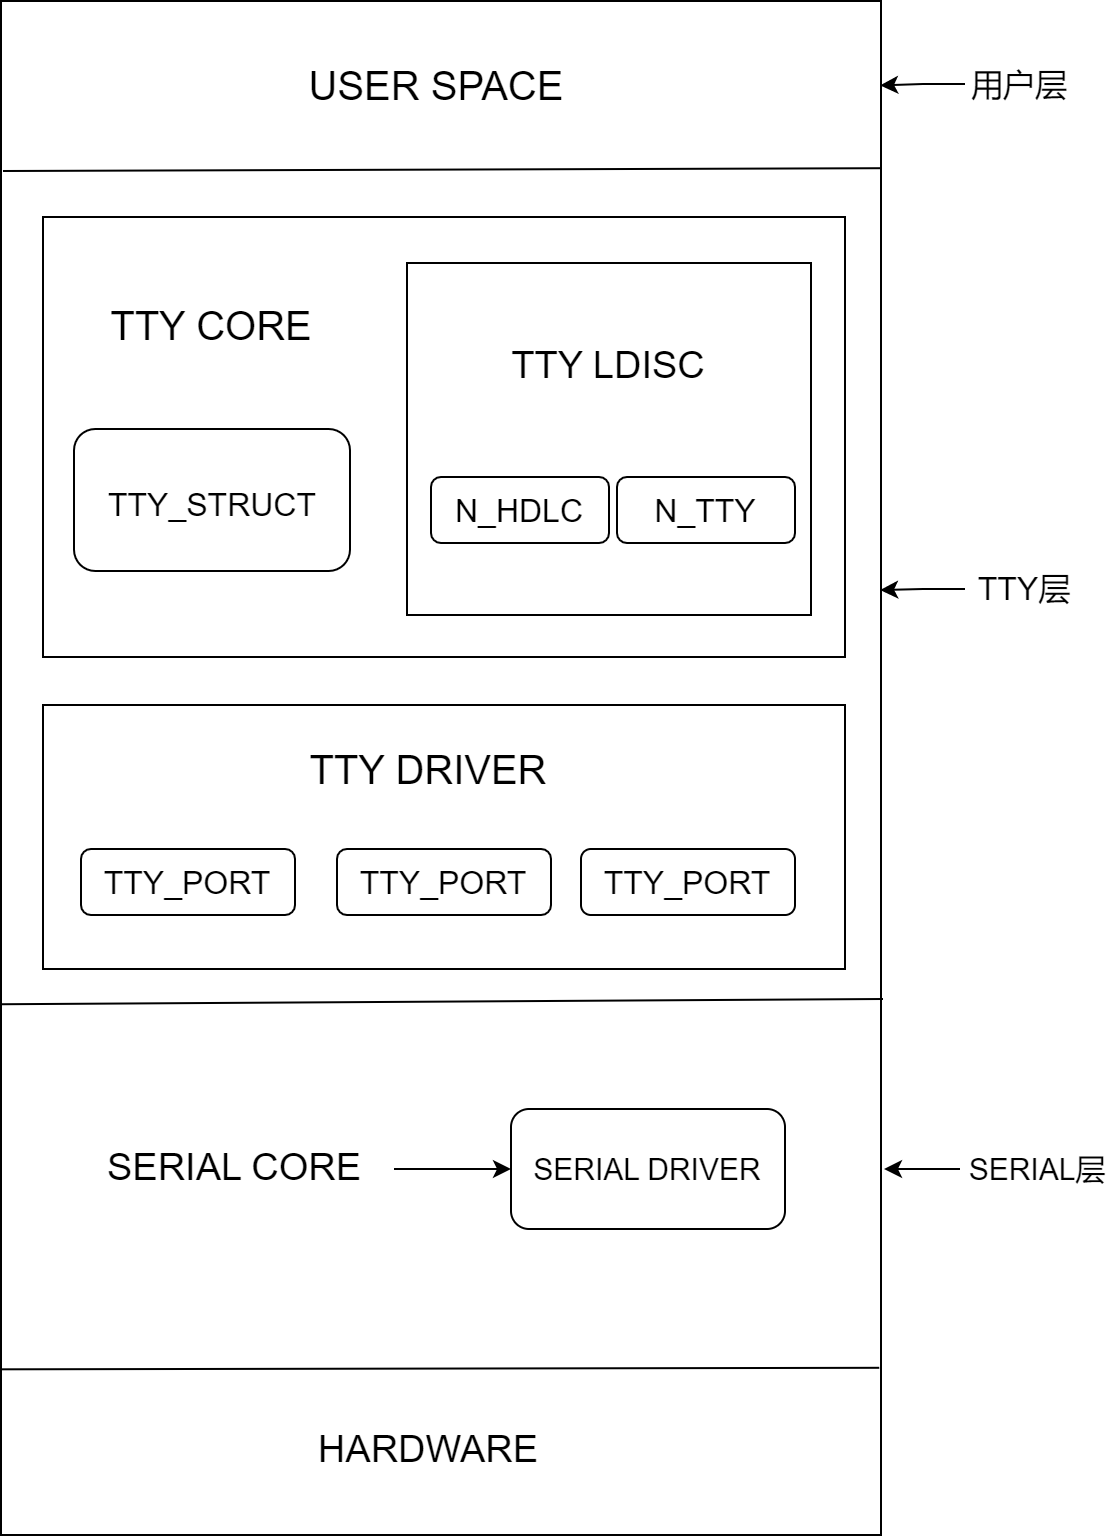 USER SPACE
用户层
TTY CORE
TTY LDISC
TTY_STRUCT
N_HDLC
N_TTY
TTY层
TTY DRIVER
TTY_PORT
TTY_PORT
TTY_PORT
SERIAL CORE
SERIAL DRIVER
SERIAL层
HARDWARE